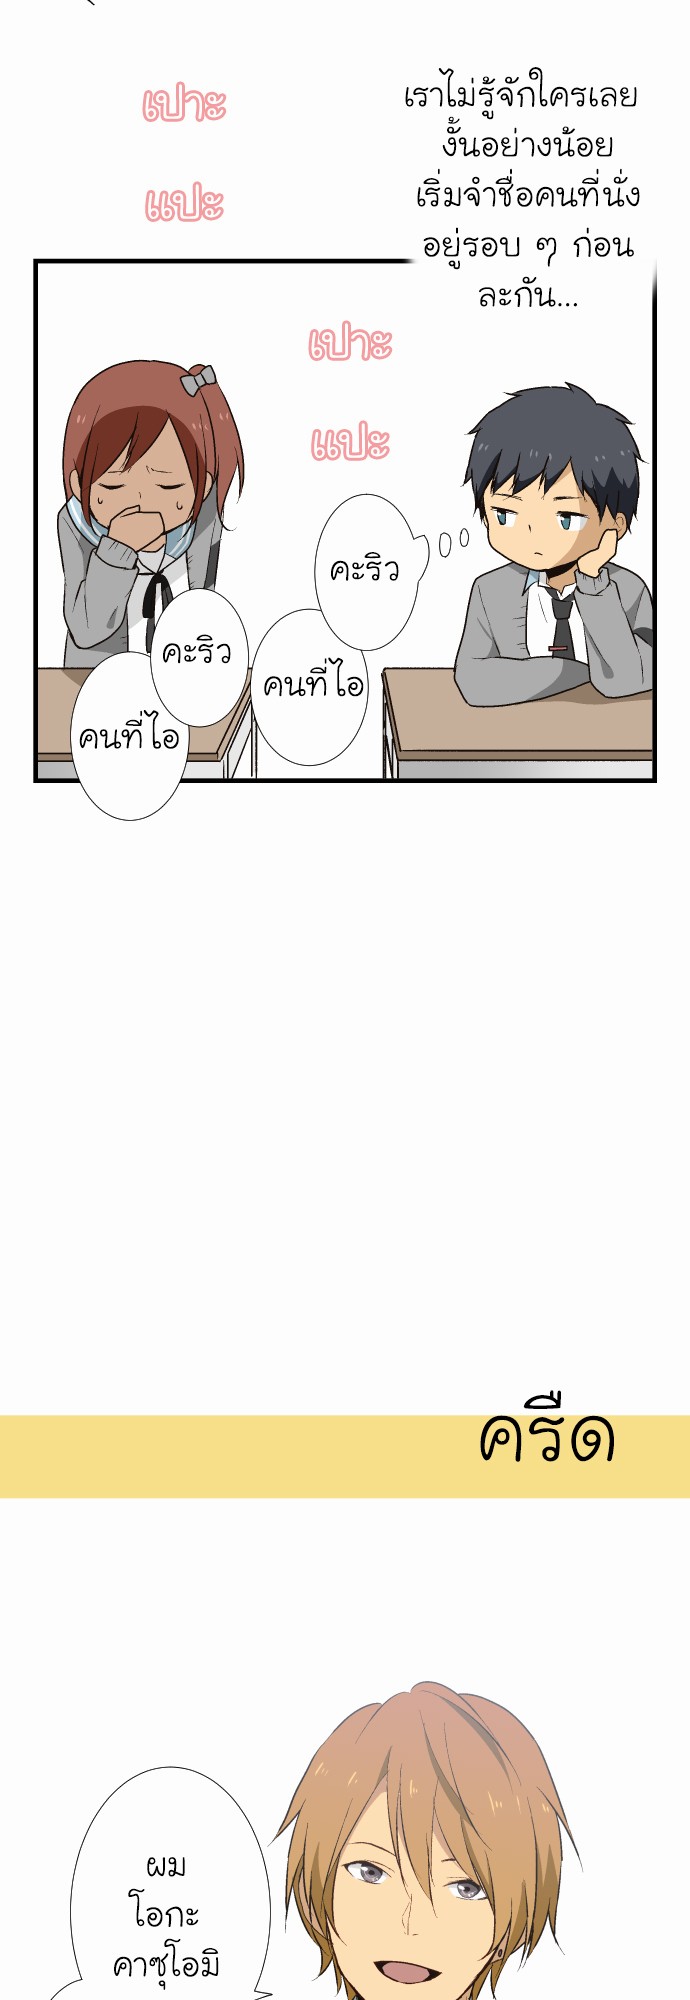 เปาะ
แปะ
เราไม่รู้จักใครเลย
งั้นอย่างน้อย
เริ่มจำชื่อคนที่นั่ง
อยู่รอบ ๆ ก่อน
ละกัน...
เปาะ
แปะ
คะริว
คนที่ไอ
คะริว
คนที่ไอ
ครืด
ผม
โอกะ
คาซุโอมิ